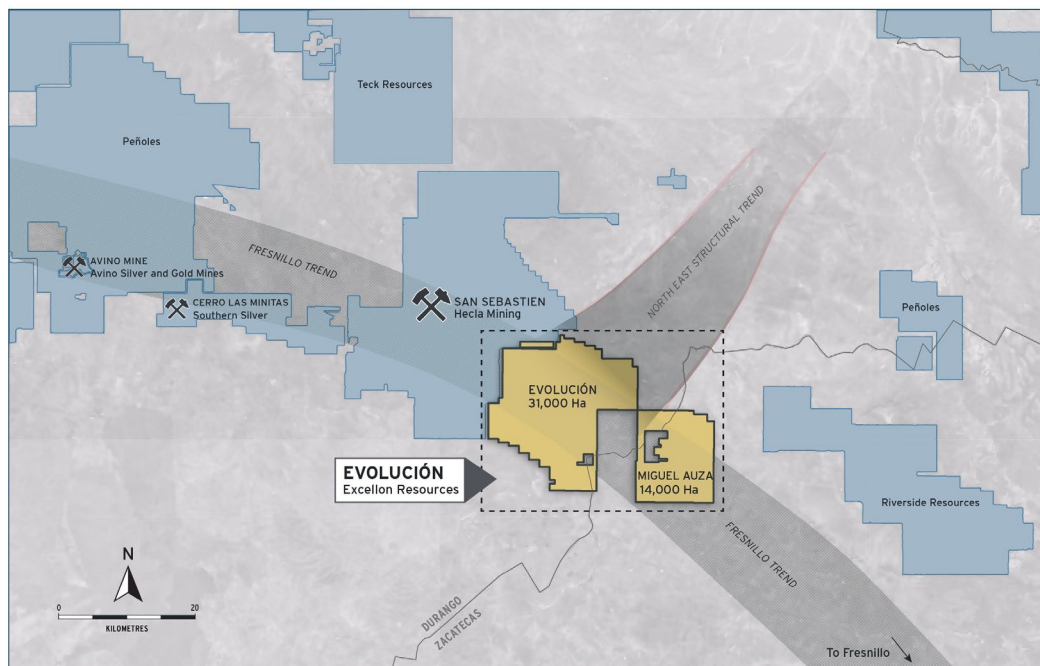 Teck Resources
Peñoles
NORTH EAST STRUCTURAL TREND
FRESNILLO TREND
AVINO MINE
Avino Silver and Gold Mines
CERRO LAS MINITAS
Southern Silver
SAN SEBASTIEN
Hecla Mining
Peñoles
EVOLUCIÓN
31,000 Ha
EVOLUCIÓN
Excellon Resources
MIGUEL AUZA
14,000 Ha
Riverside Resources
FRESNILLO TREND
N
0
20
KILOMETRES
DURANGO
ZACATECAS
To Fresnillo